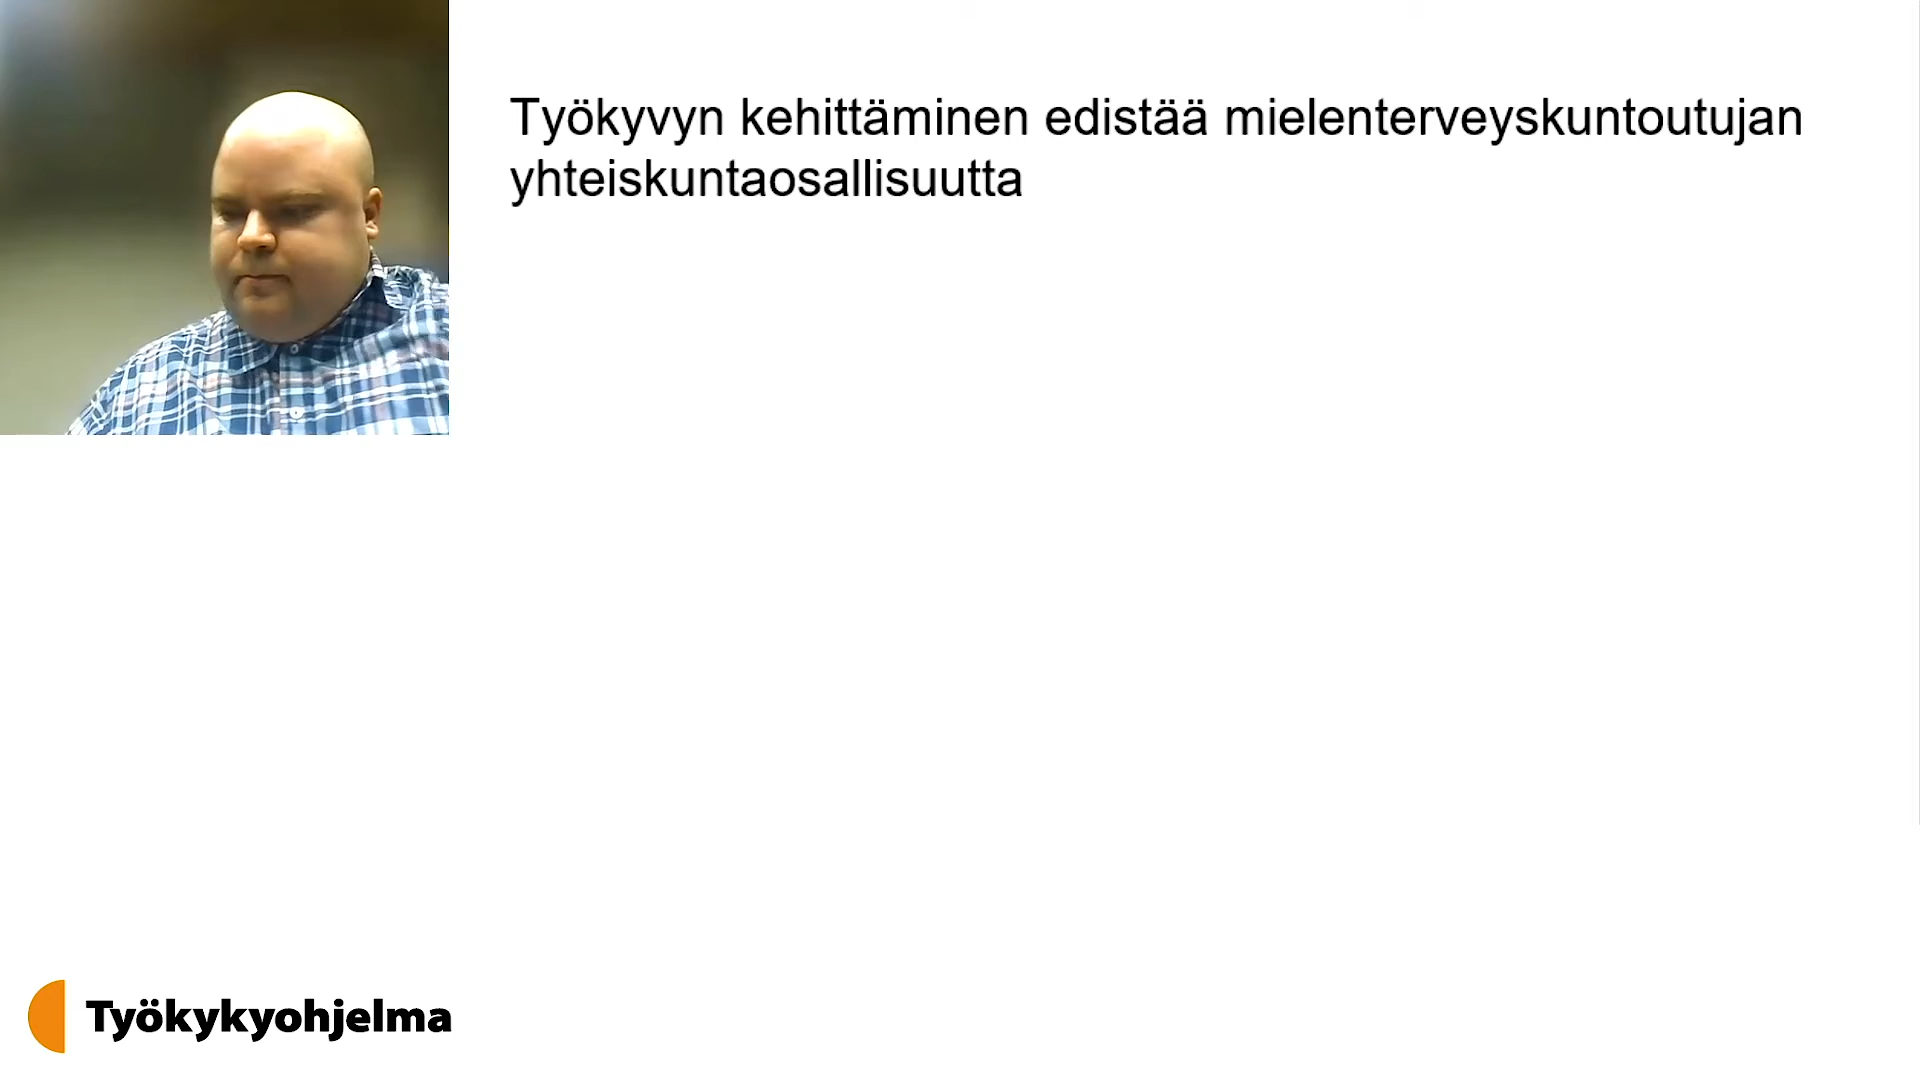 Työkyvyn kehittäminen edistää mielenterveyskuntoutujan
yhteiskuntaosallisuutta
Työkykyohjelma